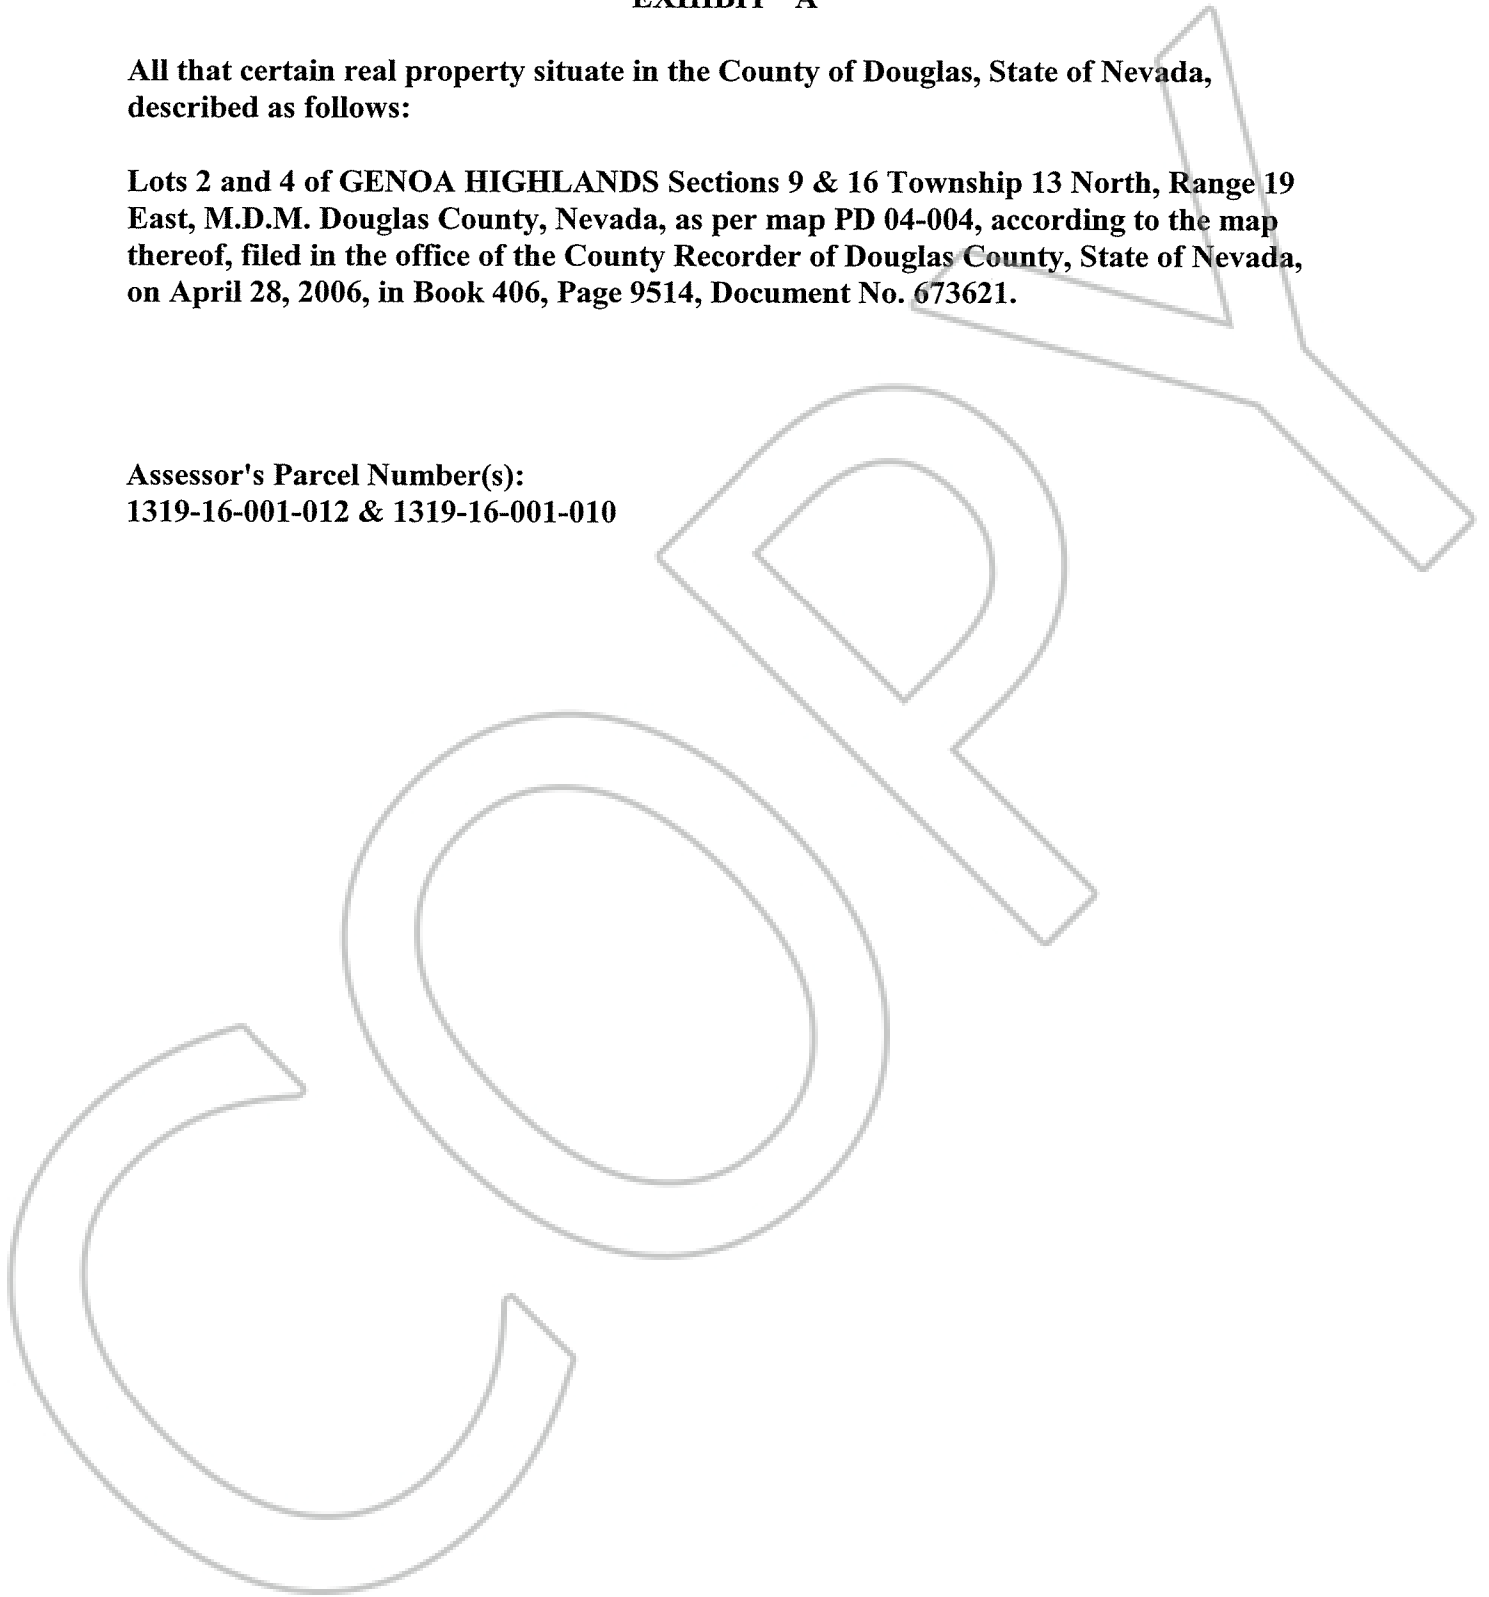 EXHIBIT "A"
All that certain real property situate in the County of Douglas, State of Nevada,
described as follows:
Lots 2 and 4 of GENOA HIGHLANDS Sections 9 & 16 Township 13 North, Range 19
East, M.D.M. Douglas County, Nevada, as per map PD 04-004, according to the map
thereof, filed in the office of the County Recorder of Douglas County, State of Nevada,
on April 28, 2006, in Book 406, Page 9514, Document No. 673621.
Assessor's Parcel Number(s):
1319-16-001-012 & 1319-16-001-010
COPY